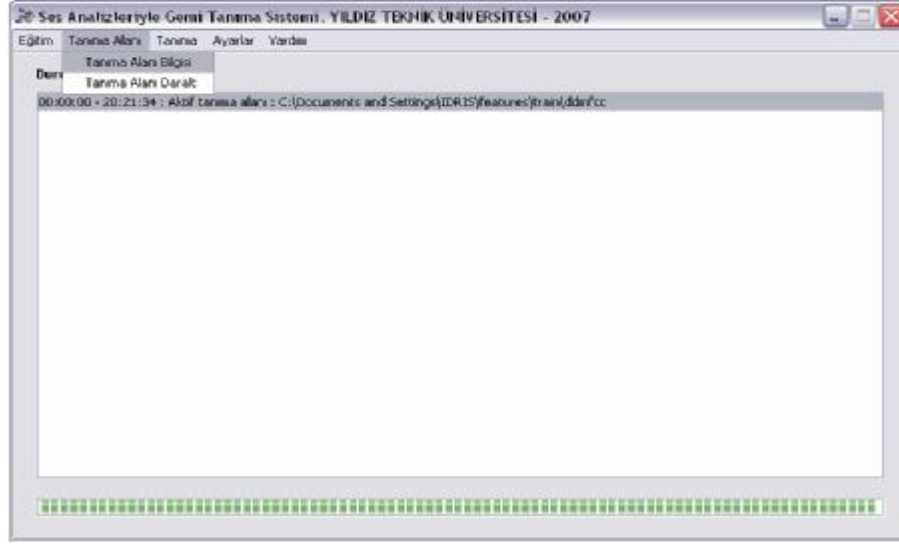 Ses Analizleriyle Gemi Tanıma Sistemi, YILDIZ TEKNİK ÜNİVERSİTESİ - 2007
Eğitim Tanıma Alanı Tanıma Ayarlar Yardım
Tanıma Alanı Bilgisi
Tanıma Alanı Daralt
00:00:00 - 20:21:34 : Aktif tanıma alanı : C:\Documents and Settings\IDRIS\features\train\ddmfcc